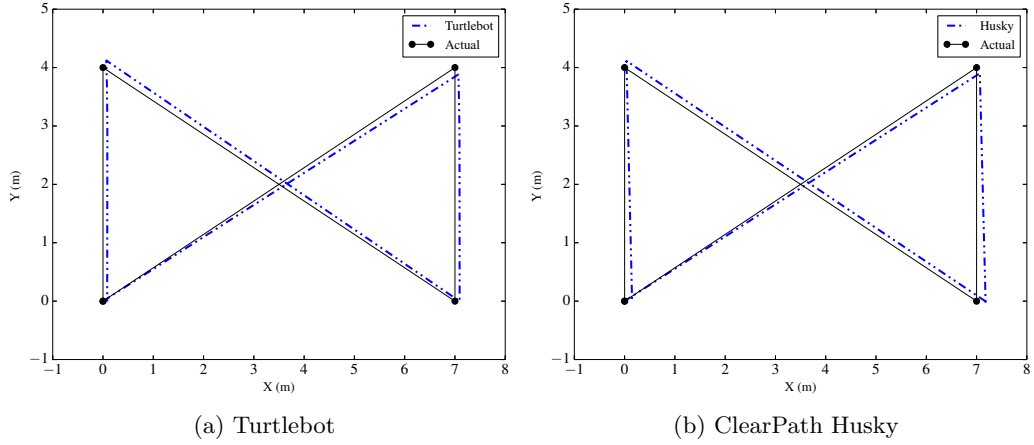 5
4
3
2
1
0
−1
Y (m)
−1 0 1 2 3 4 5 6 7 8
X (m)
Turtlebot
Actual
(a) Turtlebot
5
4
3
2
1
0
−1
Y (m)
−1 0 1 2 3 4 5 6 7 8
X (m)
Husky
Actual
(b) ClearPath Husky